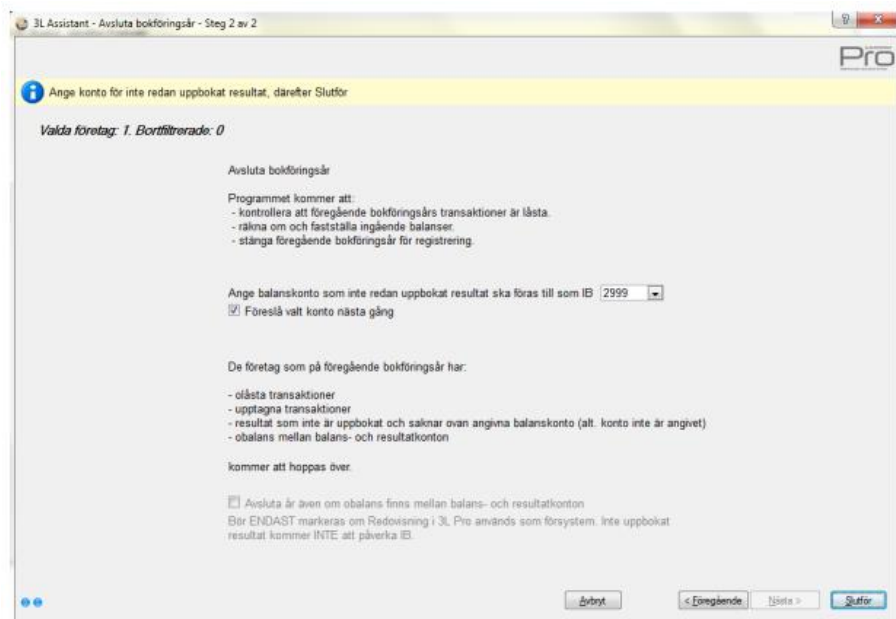 3L Assistant - Avsluta bokföringsår - Steg 2 av 2
Pro
Ange konto för inte redan uppbokat resultat, därefter Slutför
Valda företag: 1. Bortfiltrerade: 0
Avsluta bokföringsår
Programmet kommer att:
- kontrollera att föregående bokföringsårs transaktioner är låsta.
- räkna om och fastställa ingående balanser.
- stänga föregående bokföringsår för registrering.
Ange balanskonto som inte redan uppbokat resultat ska föras till som IB 2999
Föreslå valt konto nästa gång
De företag som på föregående bokföringsår har:
- olåsta transaktioner
- upptagna transaktioner
- resultat som inte är uppbokat och saknar ovan angivna balanskonto (alt. konto inte är angivet)
- obalans mellan balans- och resultatkonton
kommer att hoppas över.
Avsluta år även om obalans finns mellan balans- och resultatkonton
Bör ENDAST markeras om Redovisning i 3L Pro används som försystem. Inte uppbokat
resultat kommer INTE att påverka IB.
Avbryt < Föregående Nästa > Slutför